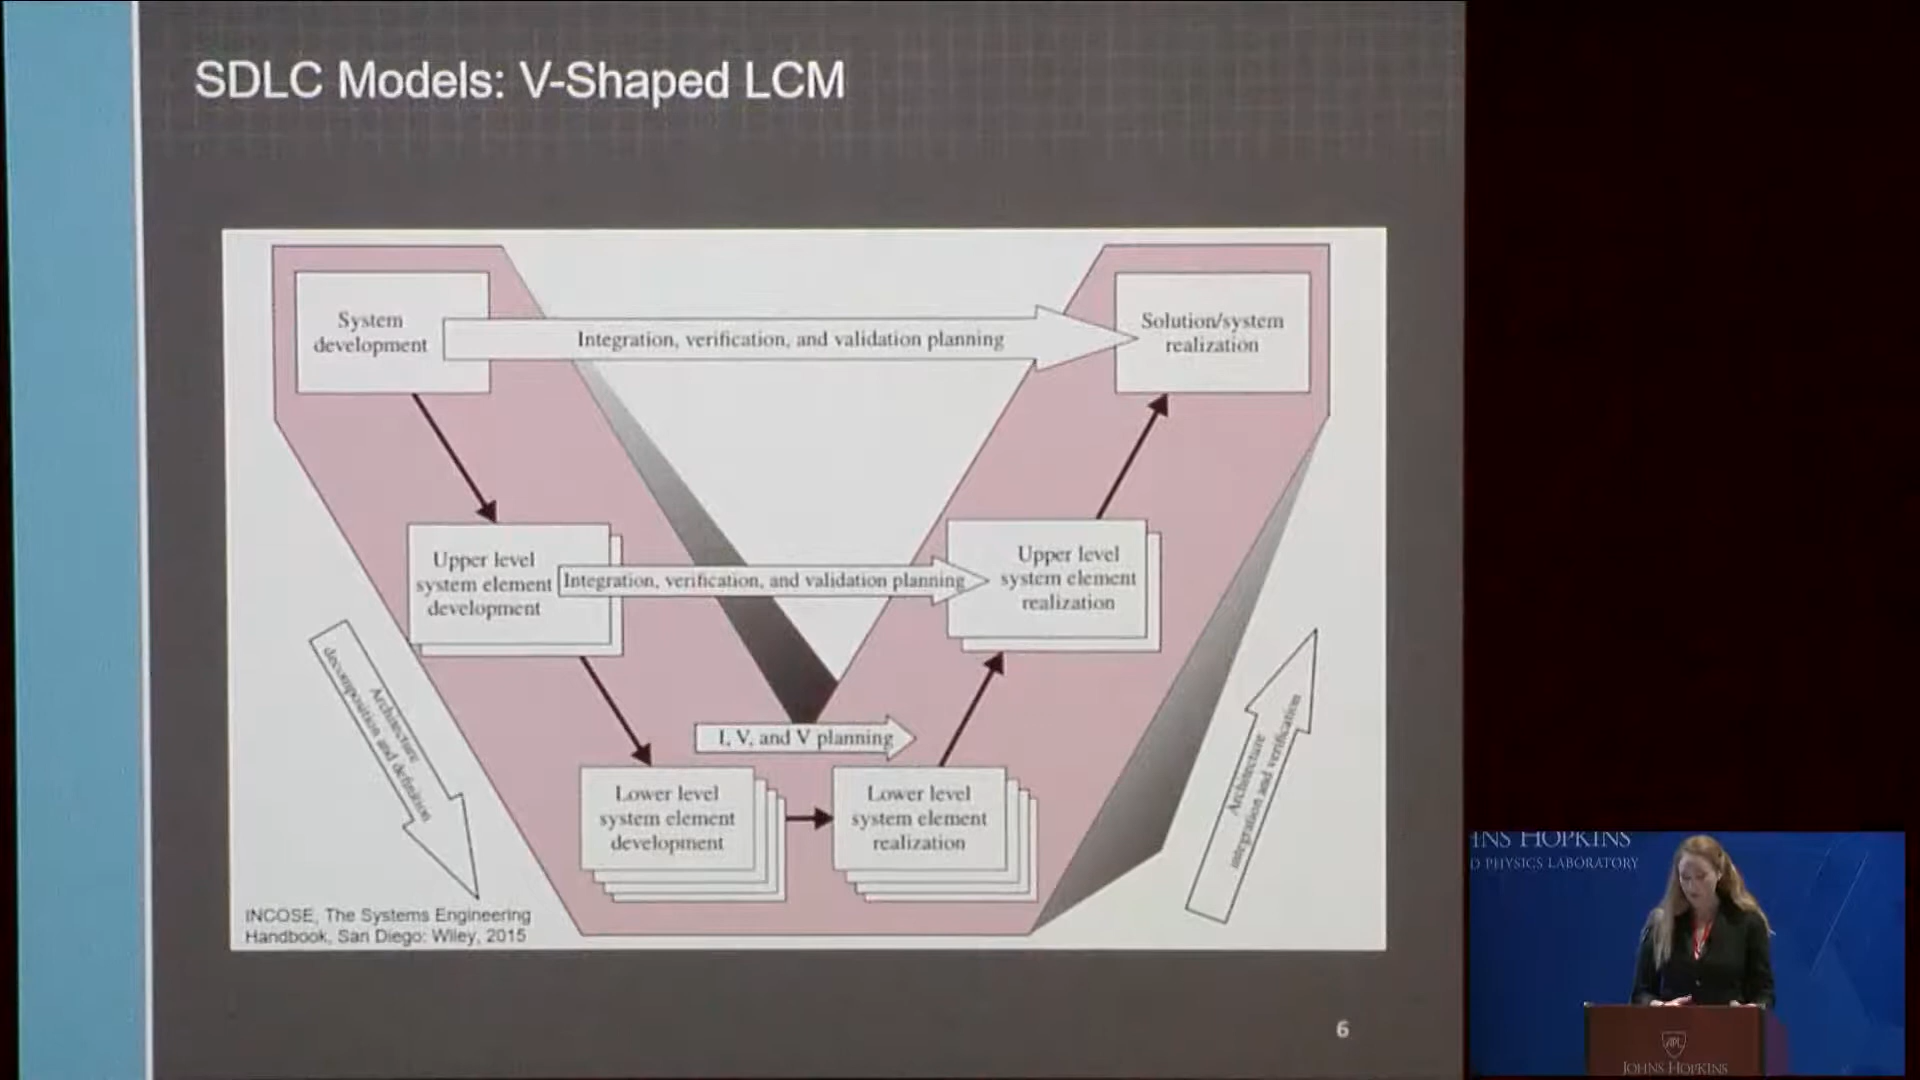 SDLC Models: V-Shaped LCM
System
development
Integration, verification, and validation planning
Solution/system
realization
Upper level
system element
development
Integration, verification, and validation planning
Upper level
system element
realization
Architecture
decomposition and definition
I, V, and V planning
Architecture
integration and verification
Lower level
system element
development
Lower level
system element
realization
INCOSE, The Systems Engineering
Handbook, San Diego: Wiley, 2015
6
INS HOPKINS
D PHYSICS LABORATORY
APL
JOHNS HOPKINS